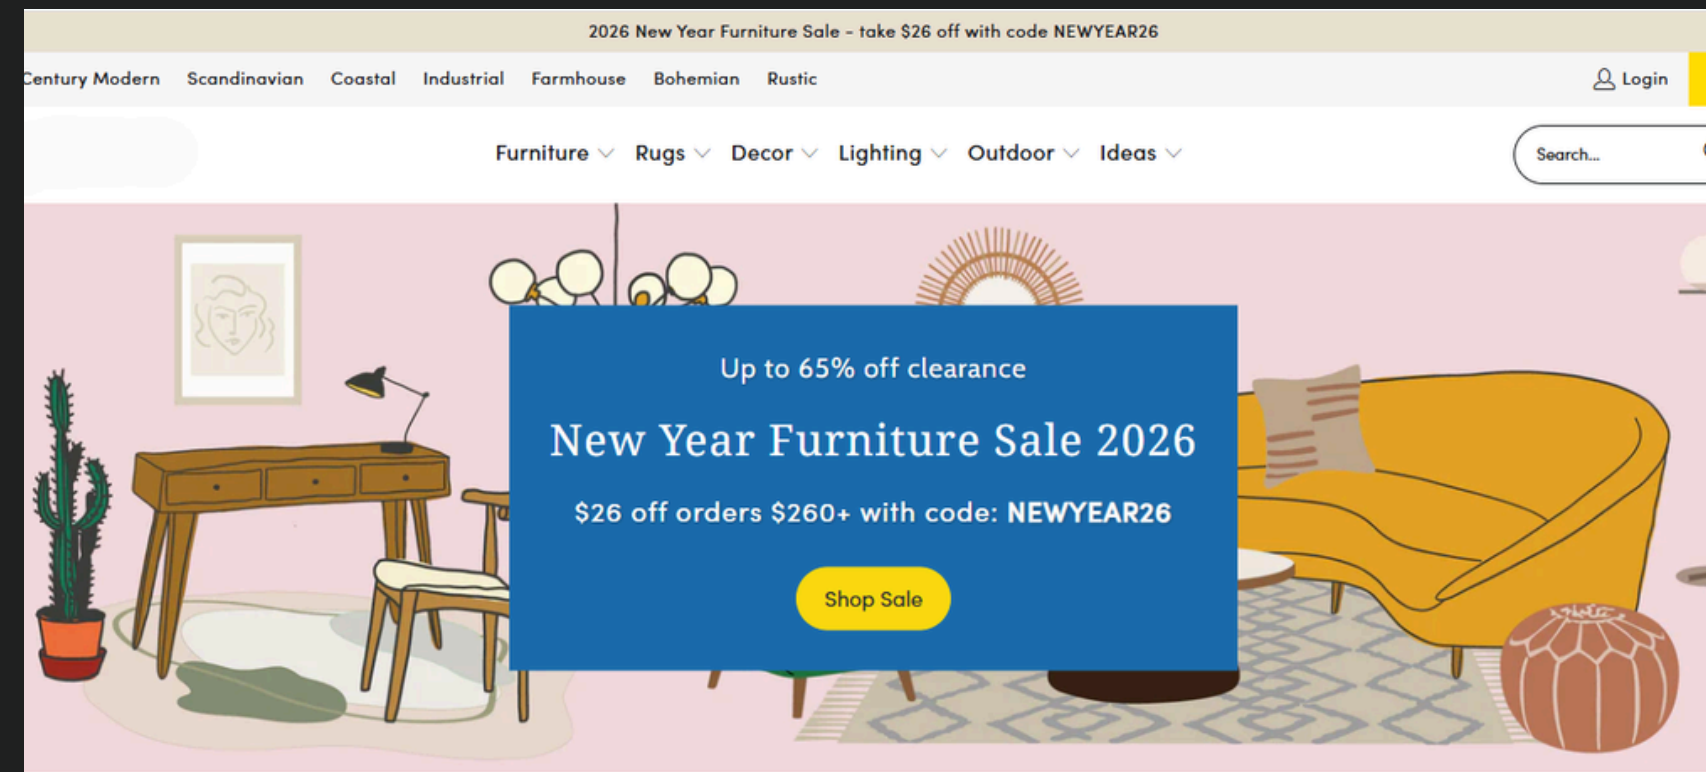 2026 New Year Furniture Sale - take $26 off with code NEWYEAR26
Century Modern Scandinavian Coastal Industrial Farmhouse Bohemian Rustic Login
Furniture Rugs Decor Lighting Outdoor Ideas Search...
Up to 65% off clearance
New Year Furniture Sale 2026
$26 off orders $260+ with code: NEWYEAR26
Shop Sale